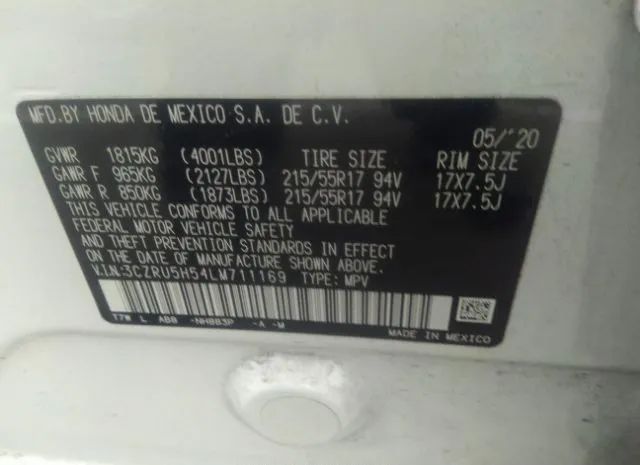 MFD.BY HONDA DE MEXICO S.A. DE C.V.
05/'20
GVWR 1815KG (4001LBS) TIRE SIZE RIM SIZE
GAWR F 965KG (2127LBS) 215/55R17 94V 17X7.5J
GAWR R 850KG (1873LBS) 215/55R17 94V 17X7.5J
THIS VEHICLE CONFORMS TO ALL APPLICABLE
FEDERAL MOTOR VEHICLE SAFETY
AND THEFT PREVENTION STANDARDS IN EFFECT
ON THE DATE OF MANUFACTURE SHOWN ABOVE.
V.I.N:3CZRU5H54LM711169 TYPE: MPV
T7W L ABB -NH883P -A -M
MADE IN MEXICO